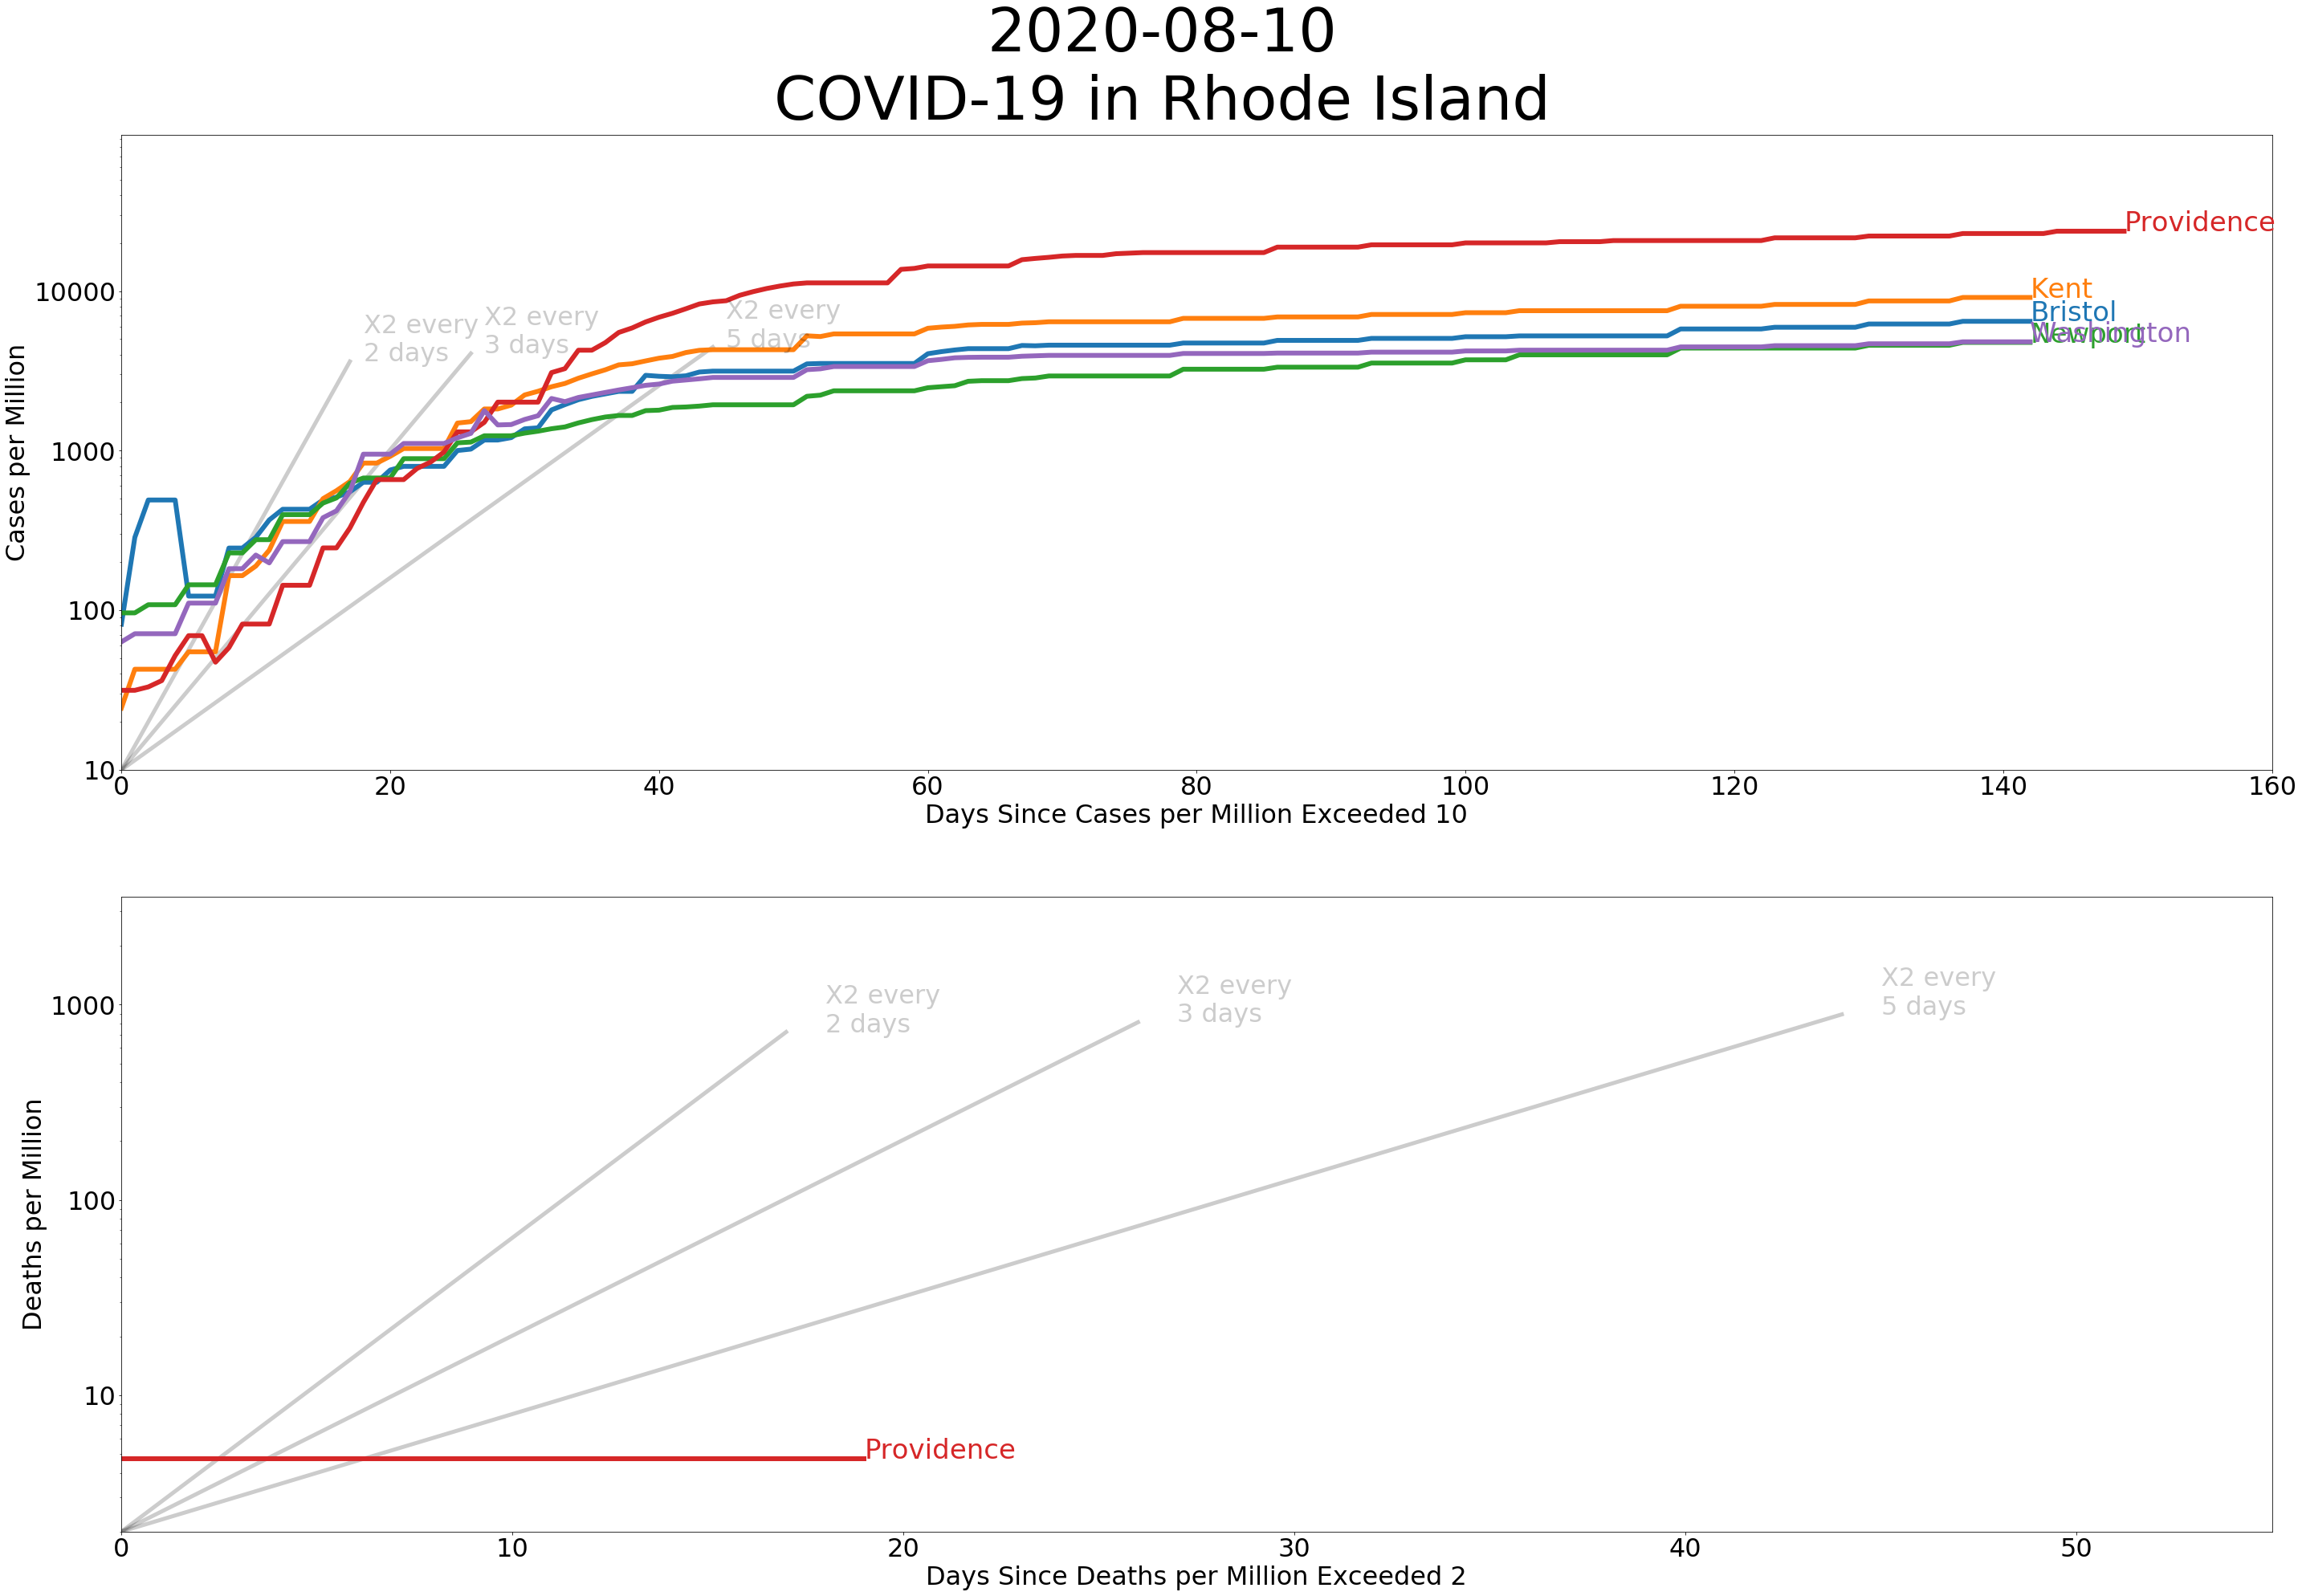 2020-08-10
COVID-19 in Rhode Island
Cases per Million
10000
1000
100
10
X2 every
2 days
X2 every
3 days
X2 every
5 days
Providence
Kent
Bristol
Washington
Newport
0 20 40 60 80 100 120 140 160
Days Since Cases per Million Exceeded 10
Deaths per Million
1000
100
10
X2 every
2 days
X2 every
3 days
X2 every
5 days
Providence
0 10 20 30 40 50
Days Since Deaths per Million Exceeded 2